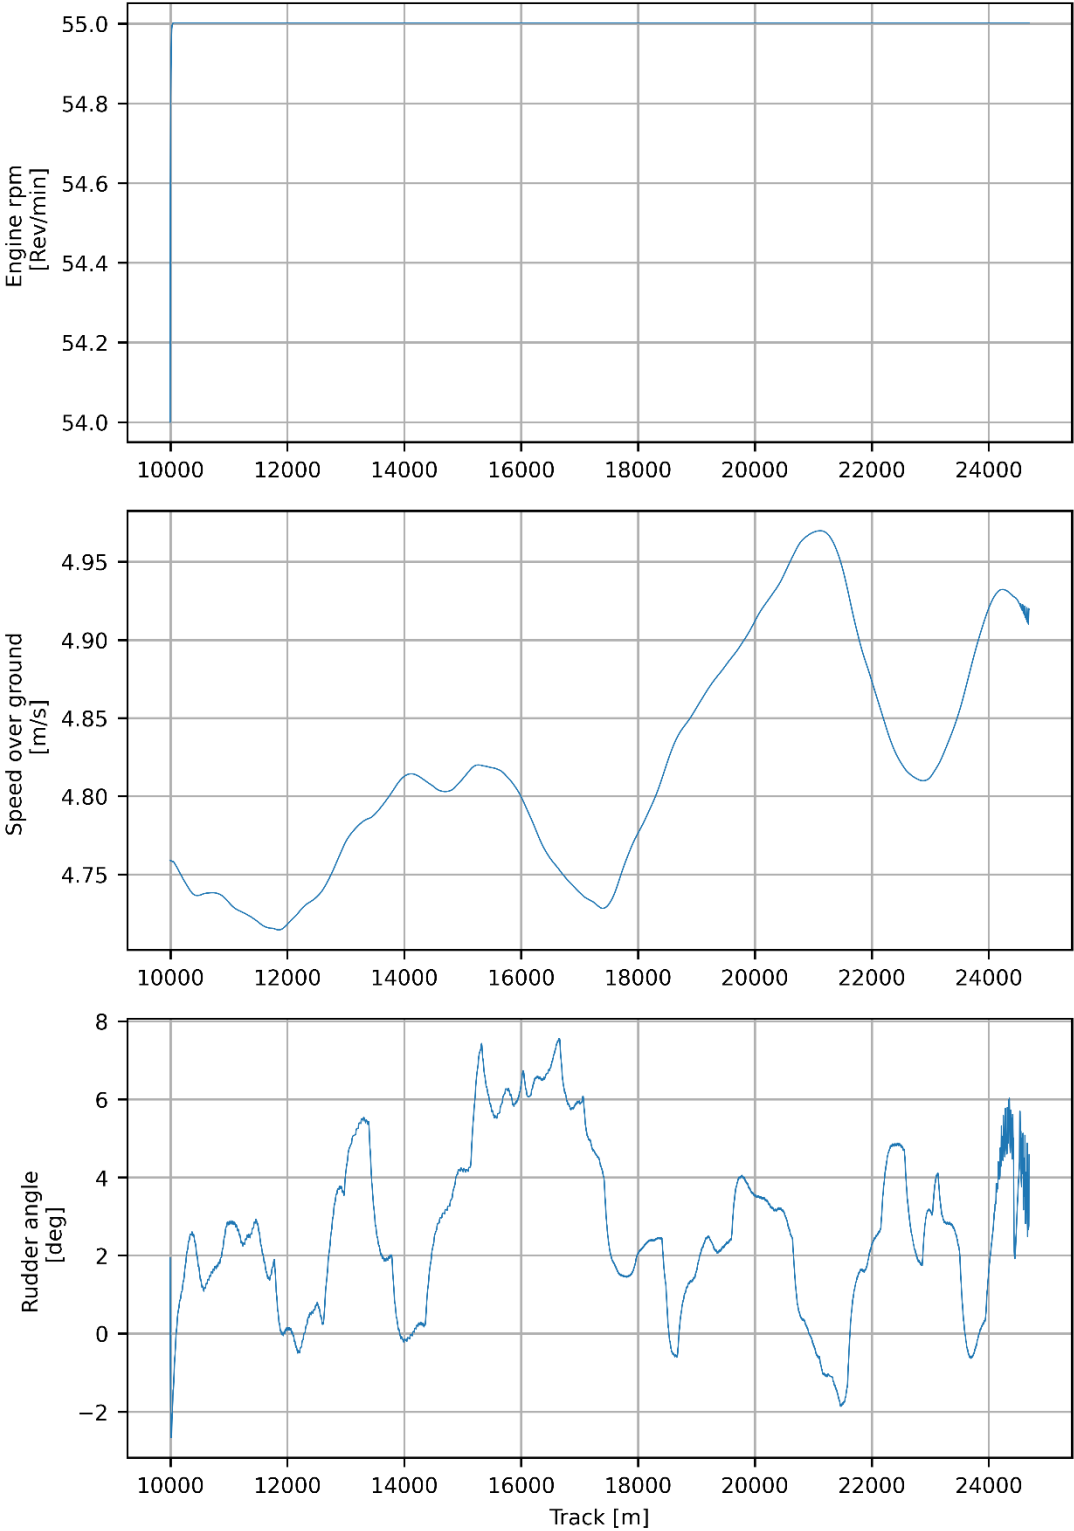 55.0
54.8
54.6
54.4
54.2
54.0
Engine rpm
[Rev/min]
10000 12000 14000 16000 18000 20000 22000 24000
4.95
4.90
4.85
4.80
4.75
Speed over ground
[m/s]
10000 12000 14000 16000 18000 20000 22000 24000
8
6
4
2
0
−2
Rudder angle
[deg]
10000 12000 14000 16000 18000 20000 22000 24000
Track [m]